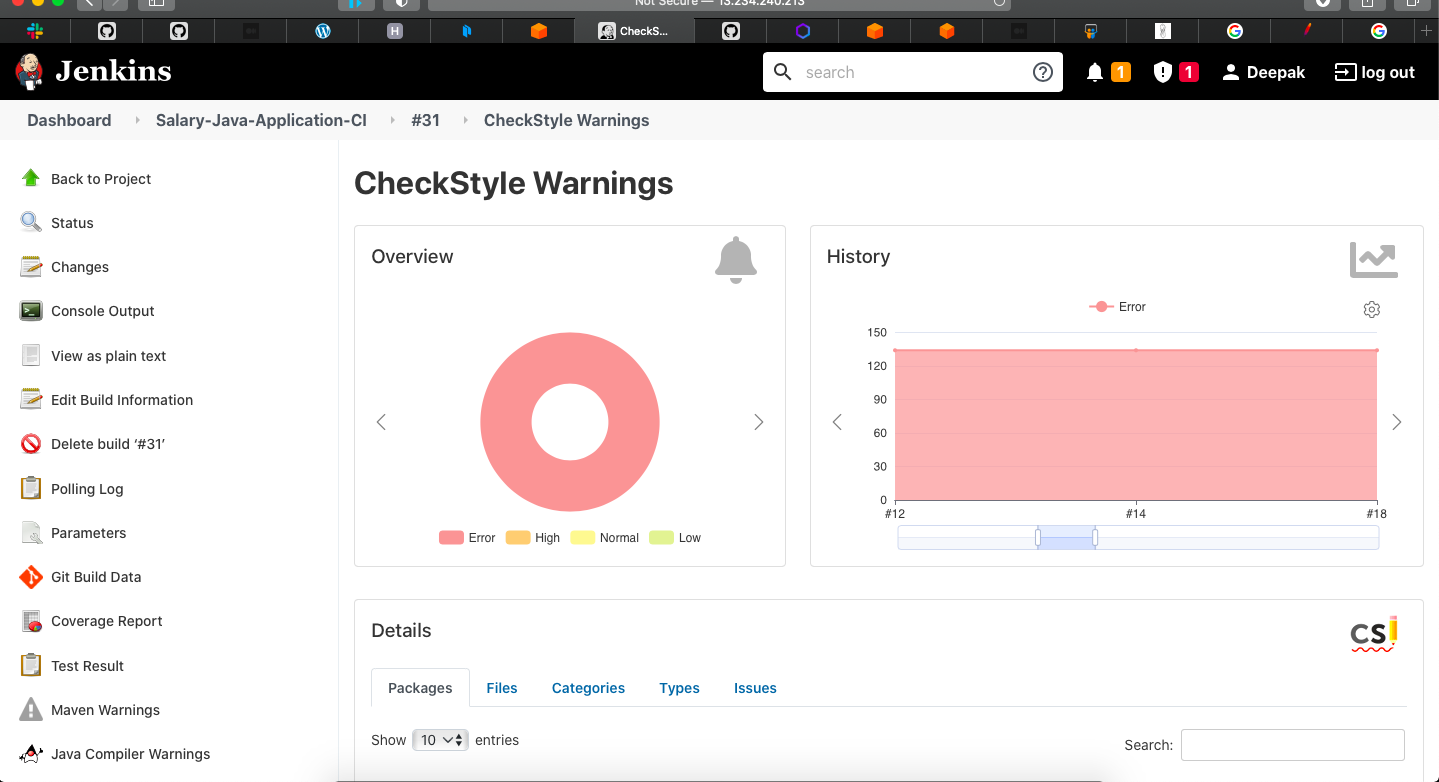 Not Secure — 13.234.240.213
CheckS...
Jenkins
search
1
1
Deepak
log out
Dashboard
Salary-Java-Application-CI
#31
CheckStyle Warnings
Back to Project
Status
Changes
Console Output
View as plain text
Edit Build Information
Delete build ‘#31’
Polling Log
Parameters
Git Build Data
Coverage Report
Test Result
Maven Warnings
Java Compiler Warnings
CheckStyle Warnings
Overview
Error High Normal Low
History
Error
150
120
90
60
30
0
#12 #14 #18
Details
cs
Packages Files Categories Types Issues
Show 10 entries
Search: